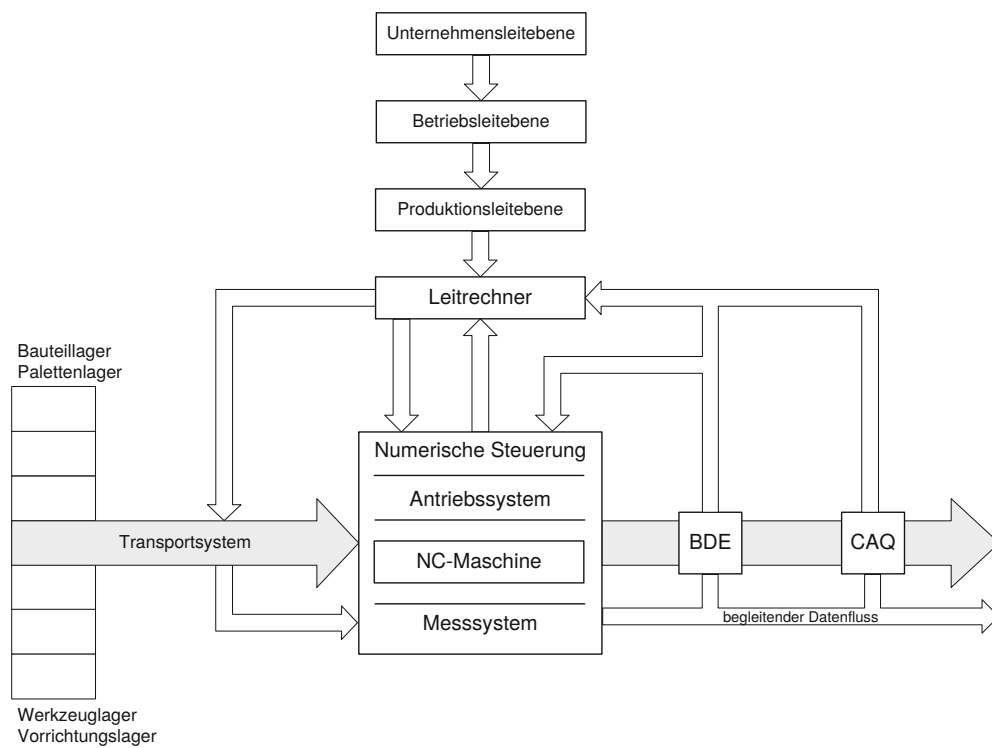 Unternehmensleitebene
Betriebsleitebene
Produktionsleitebene
Leitrechner
Bauteillager
Palettenlager
Numerische Steuerung
Antriebssystem
Transportsystem
NC-Maschine
BDE
CAQ
Messsystem
begleitender Datenfluss
Werkzeuglager
Vorrichtungslager